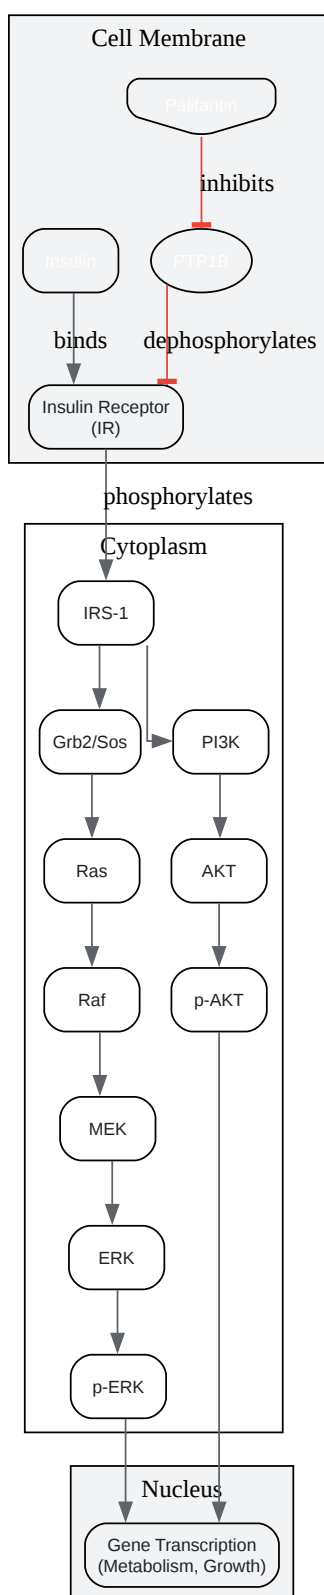 Cell Membrane
Palitantin
inhibits
Insulin
PTP1B
binds
dephosphorylates
Insulin Receptor
(IR)
phosphorylates
Cytoplasm
IRS-1
Grb2/Sos
PI3K
Ras
AKT
Raf
p-AKT
MEK
ERK
p-ERK
Nucleus
Gene Transcription
(Metabolism, Growth)